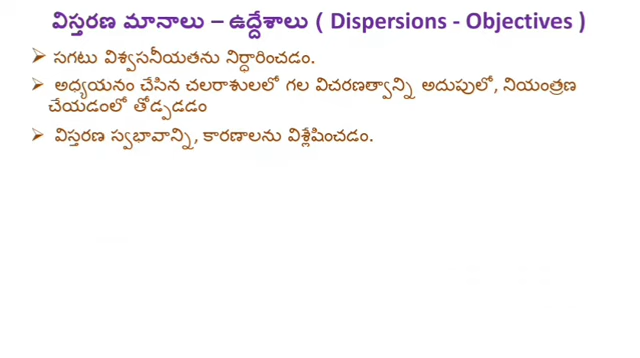 విస్తరణ మానాలు – ఉద్దేశాలు ( Dispersions - Objectives )
➢ సగటు విశ్వసనీయతను నిర్ధారించడం.
➢ అధ్యయనం చేసిన చలరాశులలో గల విచరణత్వాన్ని అదుపులో, నియంత్రణ
చేయడంలో తోడ్పడడం
➢ విస్తరణ స్వభావాన్ని, కారణాలను విశ్లేషించడం.